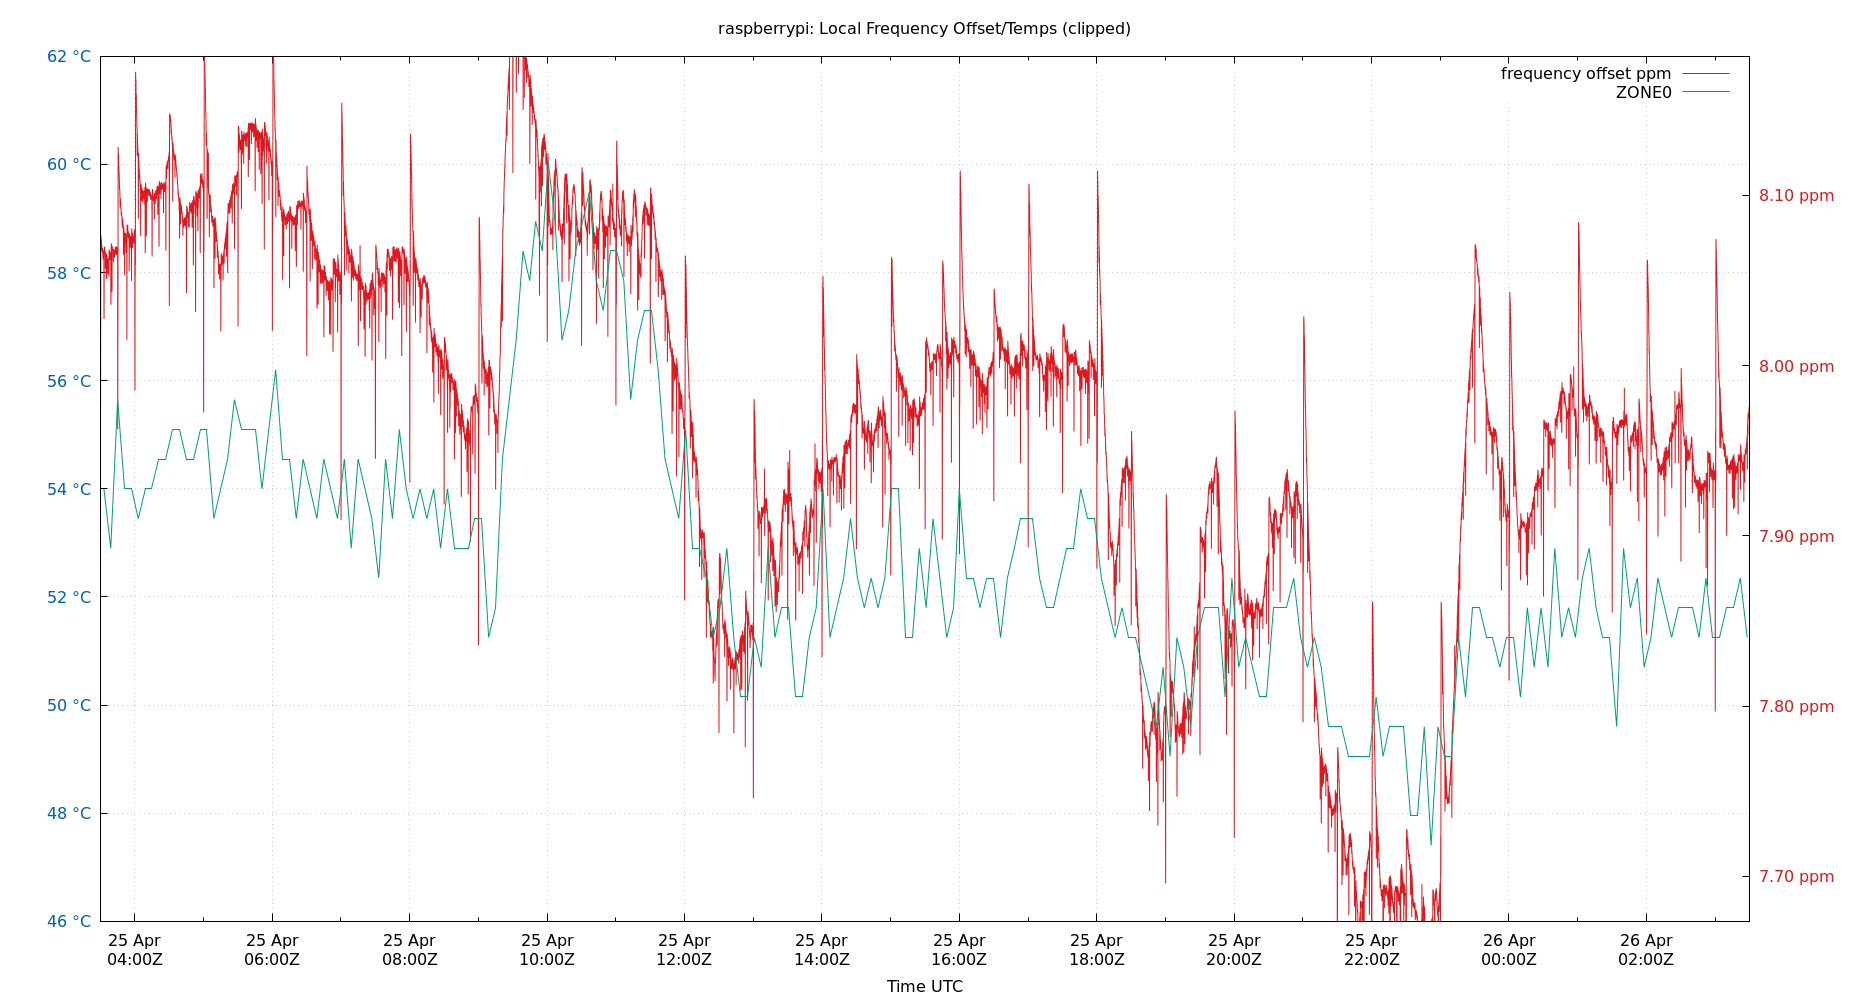 raspberrypi: Local Frequency Offset/Temps (clipped)
62 °C
60 °C
58 °C
56 °C
54 °C
52 °C
50 °C
48 °C
46 °C
frequency offset ppm
ZONE0
8.10 ppm
8.00 ppm
7.90 ppm
7.80 ppm
7.70 ppm
25 Apr 25 Apr 25 Apr 25 Apr 25 Apr 25 Apr 25 Apr 25 Apr 25 Apr 25 Apr 26 Apr 26 Apr
04:00Z 06:00Z 08:00Z 10:00Z 12:00Z 14:00Z 16:00Z 18:00Z 20:00Z 22:00Z 00:00Z 02:00Z
Time UTC